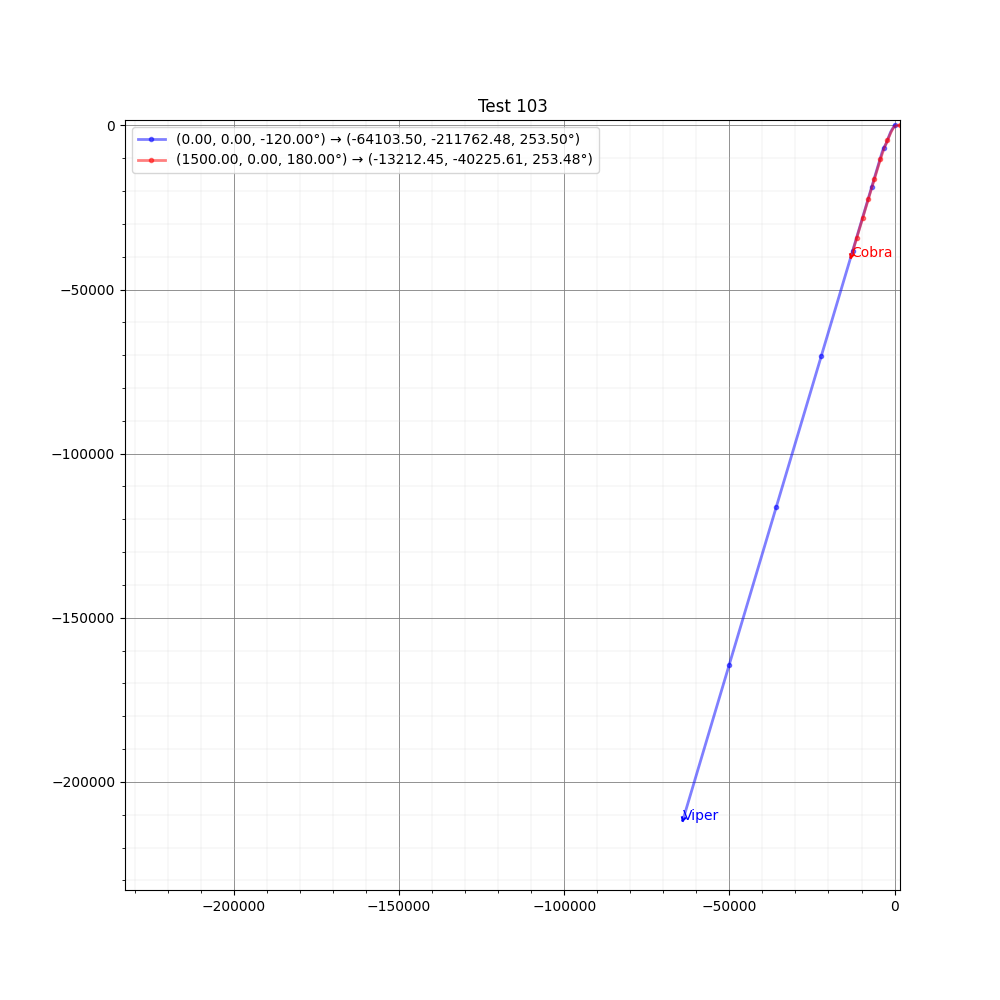 Test 103
(0.00, 0.00, -120.00°) → (-64103.50, -211762.48, 253.50°)
(1500.00, 0.00, 180.00°) → (-13212.45, -40225.61, 253.48°)
0
−50000
−100000
−150000
−200000
Cobra
Viper
−200000
−150000
−100000
−50000
0